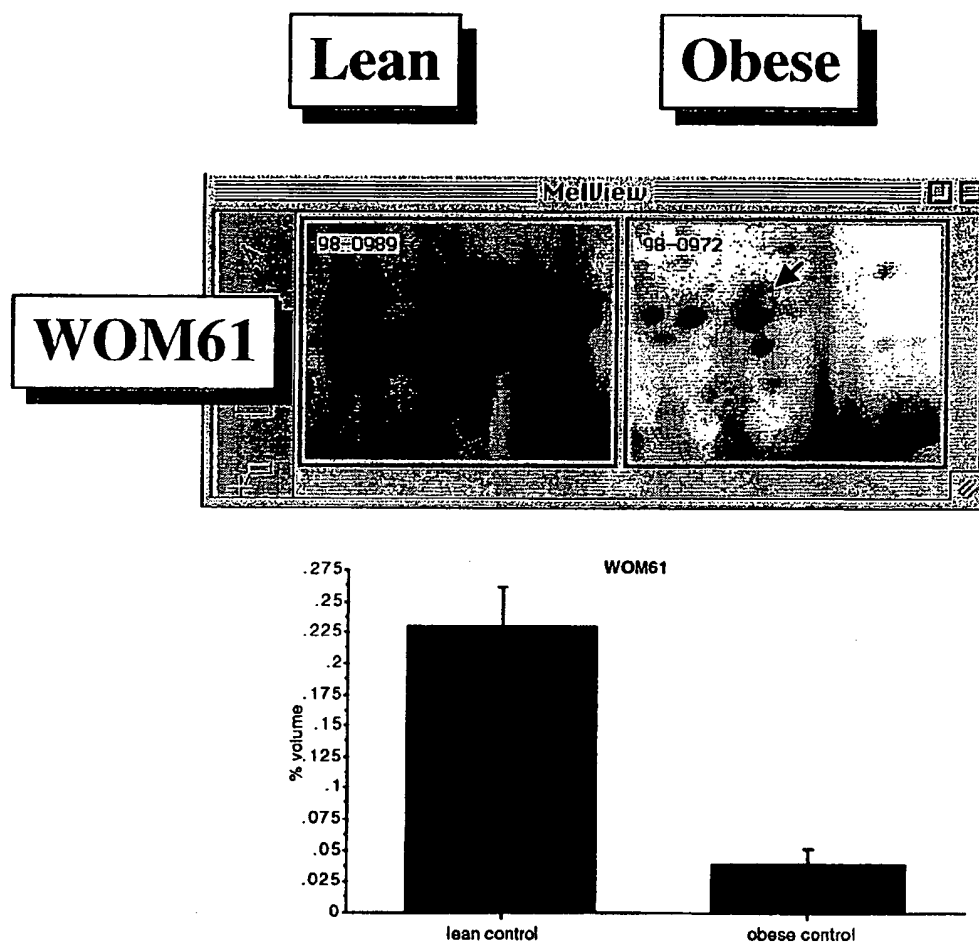 Lean
Obese
MelView
98-0989
98-0972
WOM61
WOM61
.275
.25
.225
.2
.175
.15
.125
.1
.075
.05
.025
0
% volume
lean control
obese control